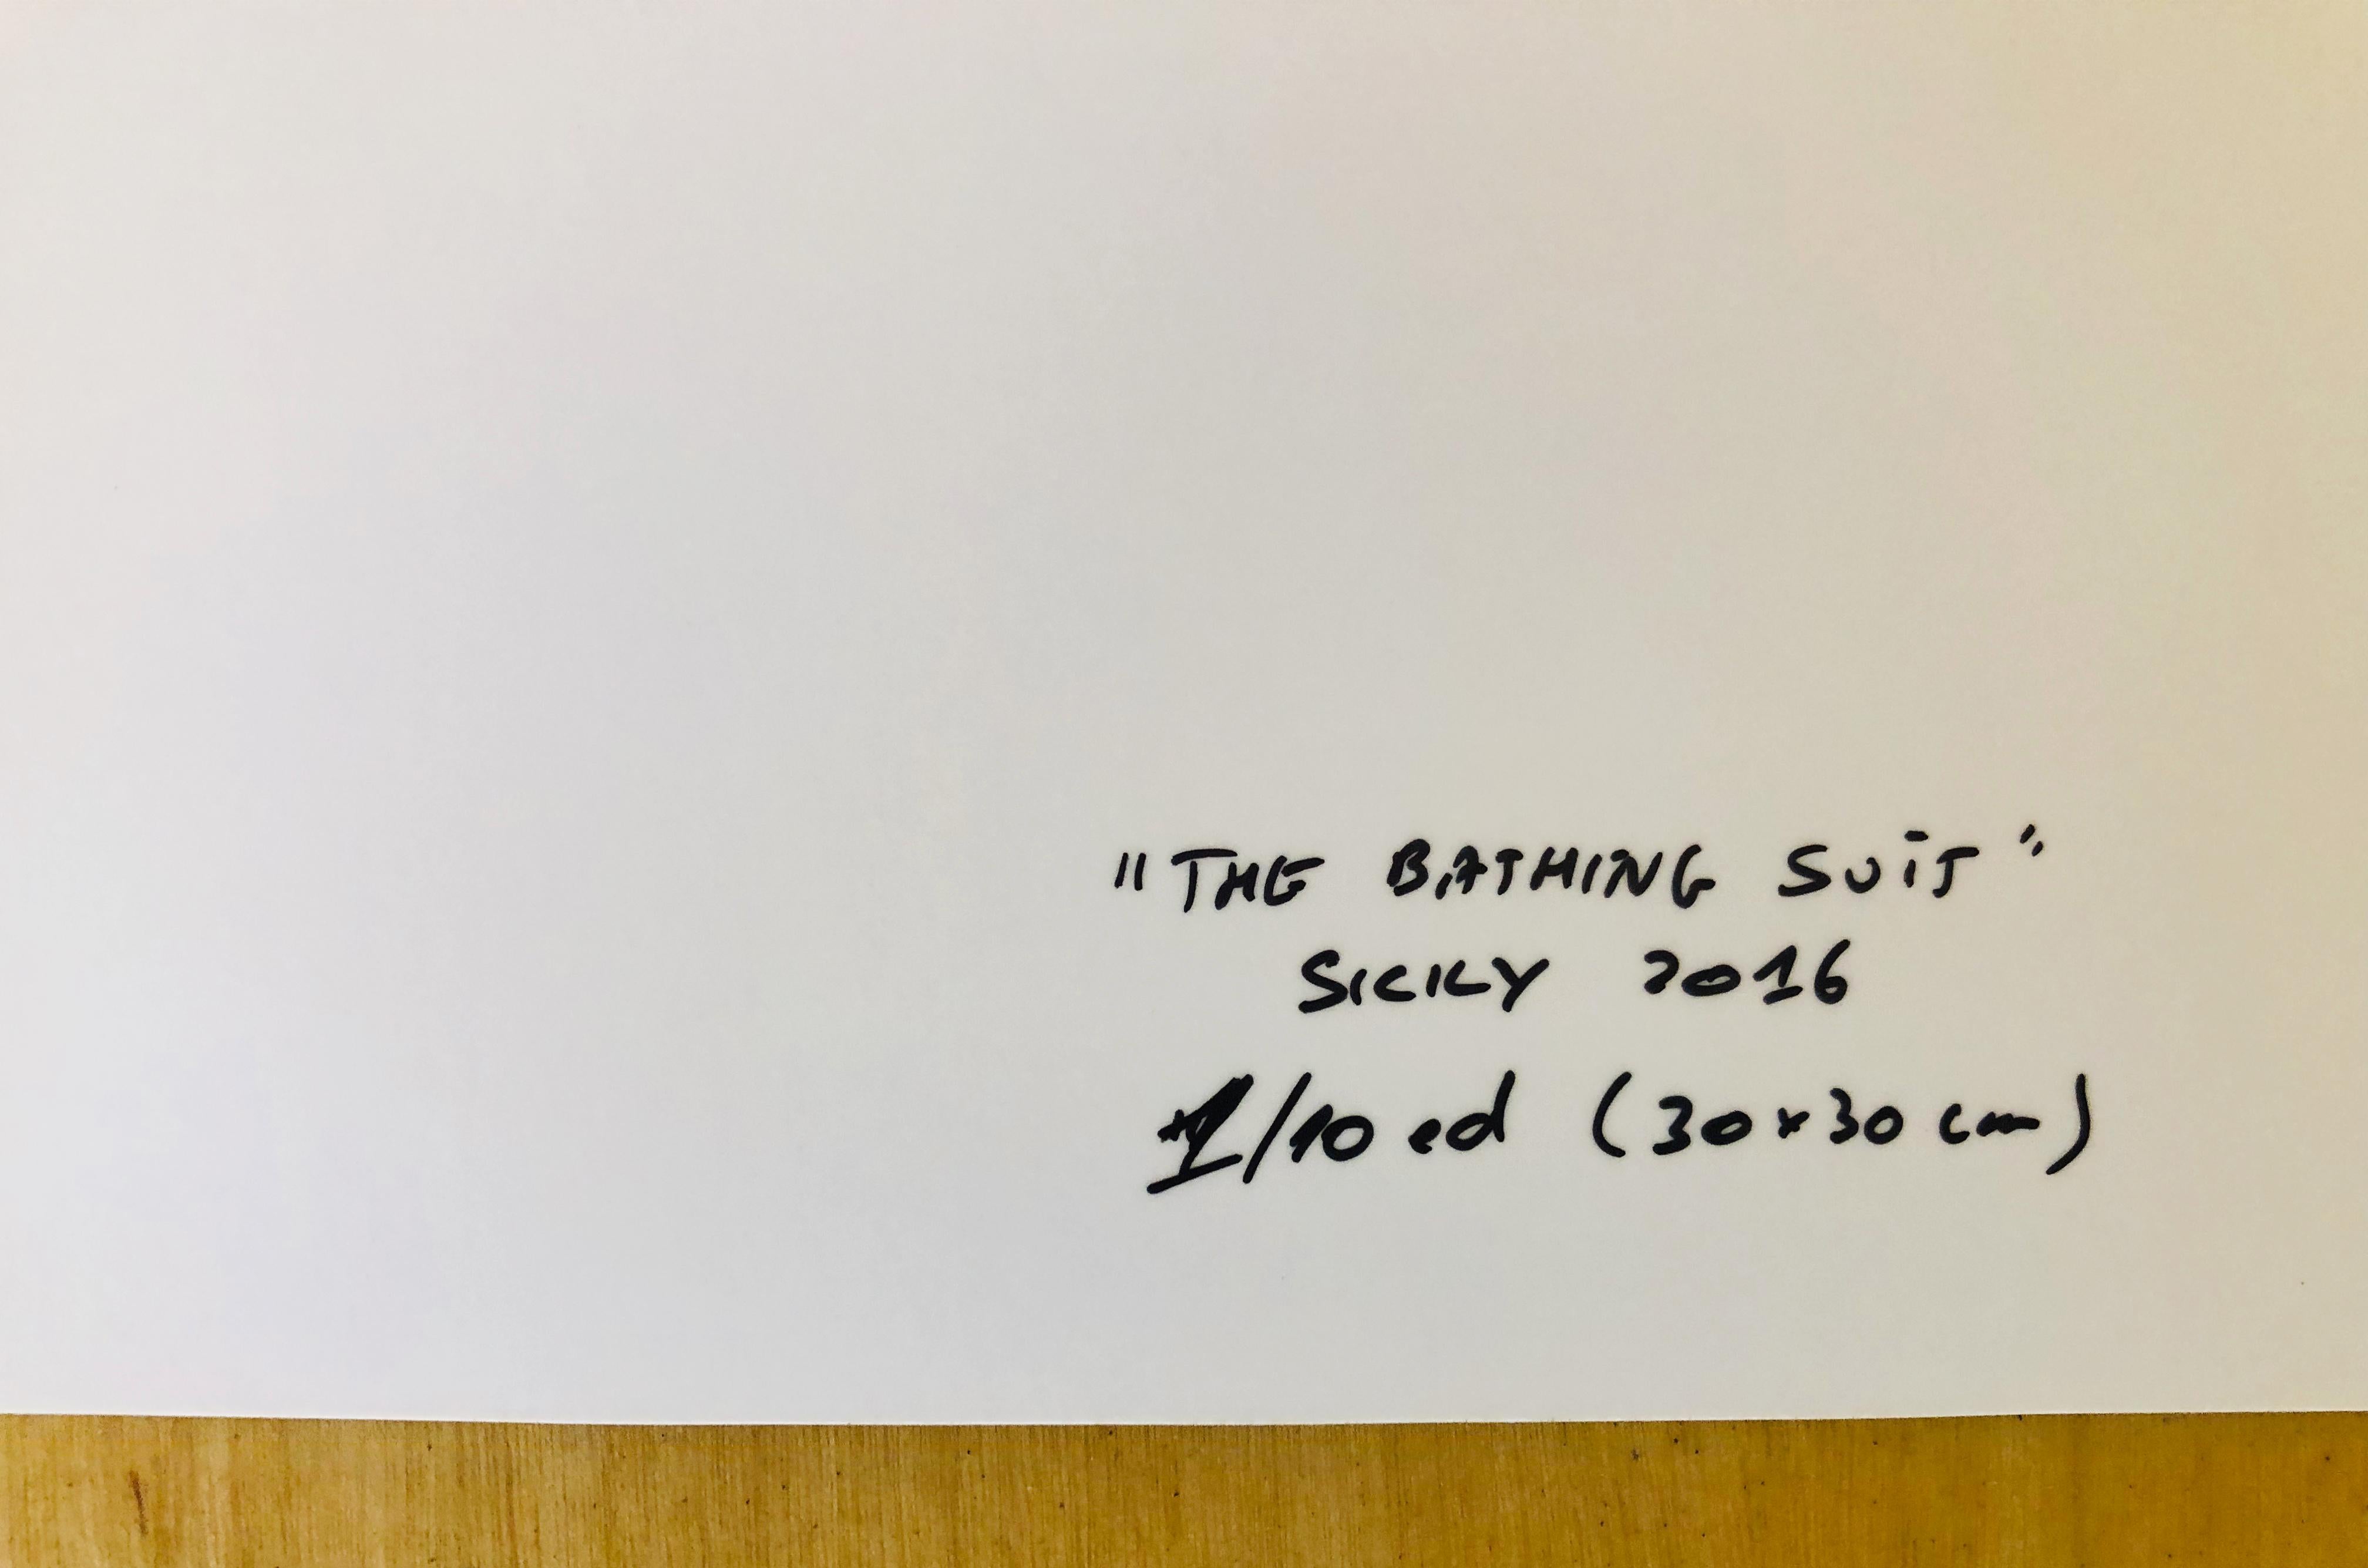 "THE BATHING SUiT"
SICILY 2016
1/10 ed (30x30 cm)